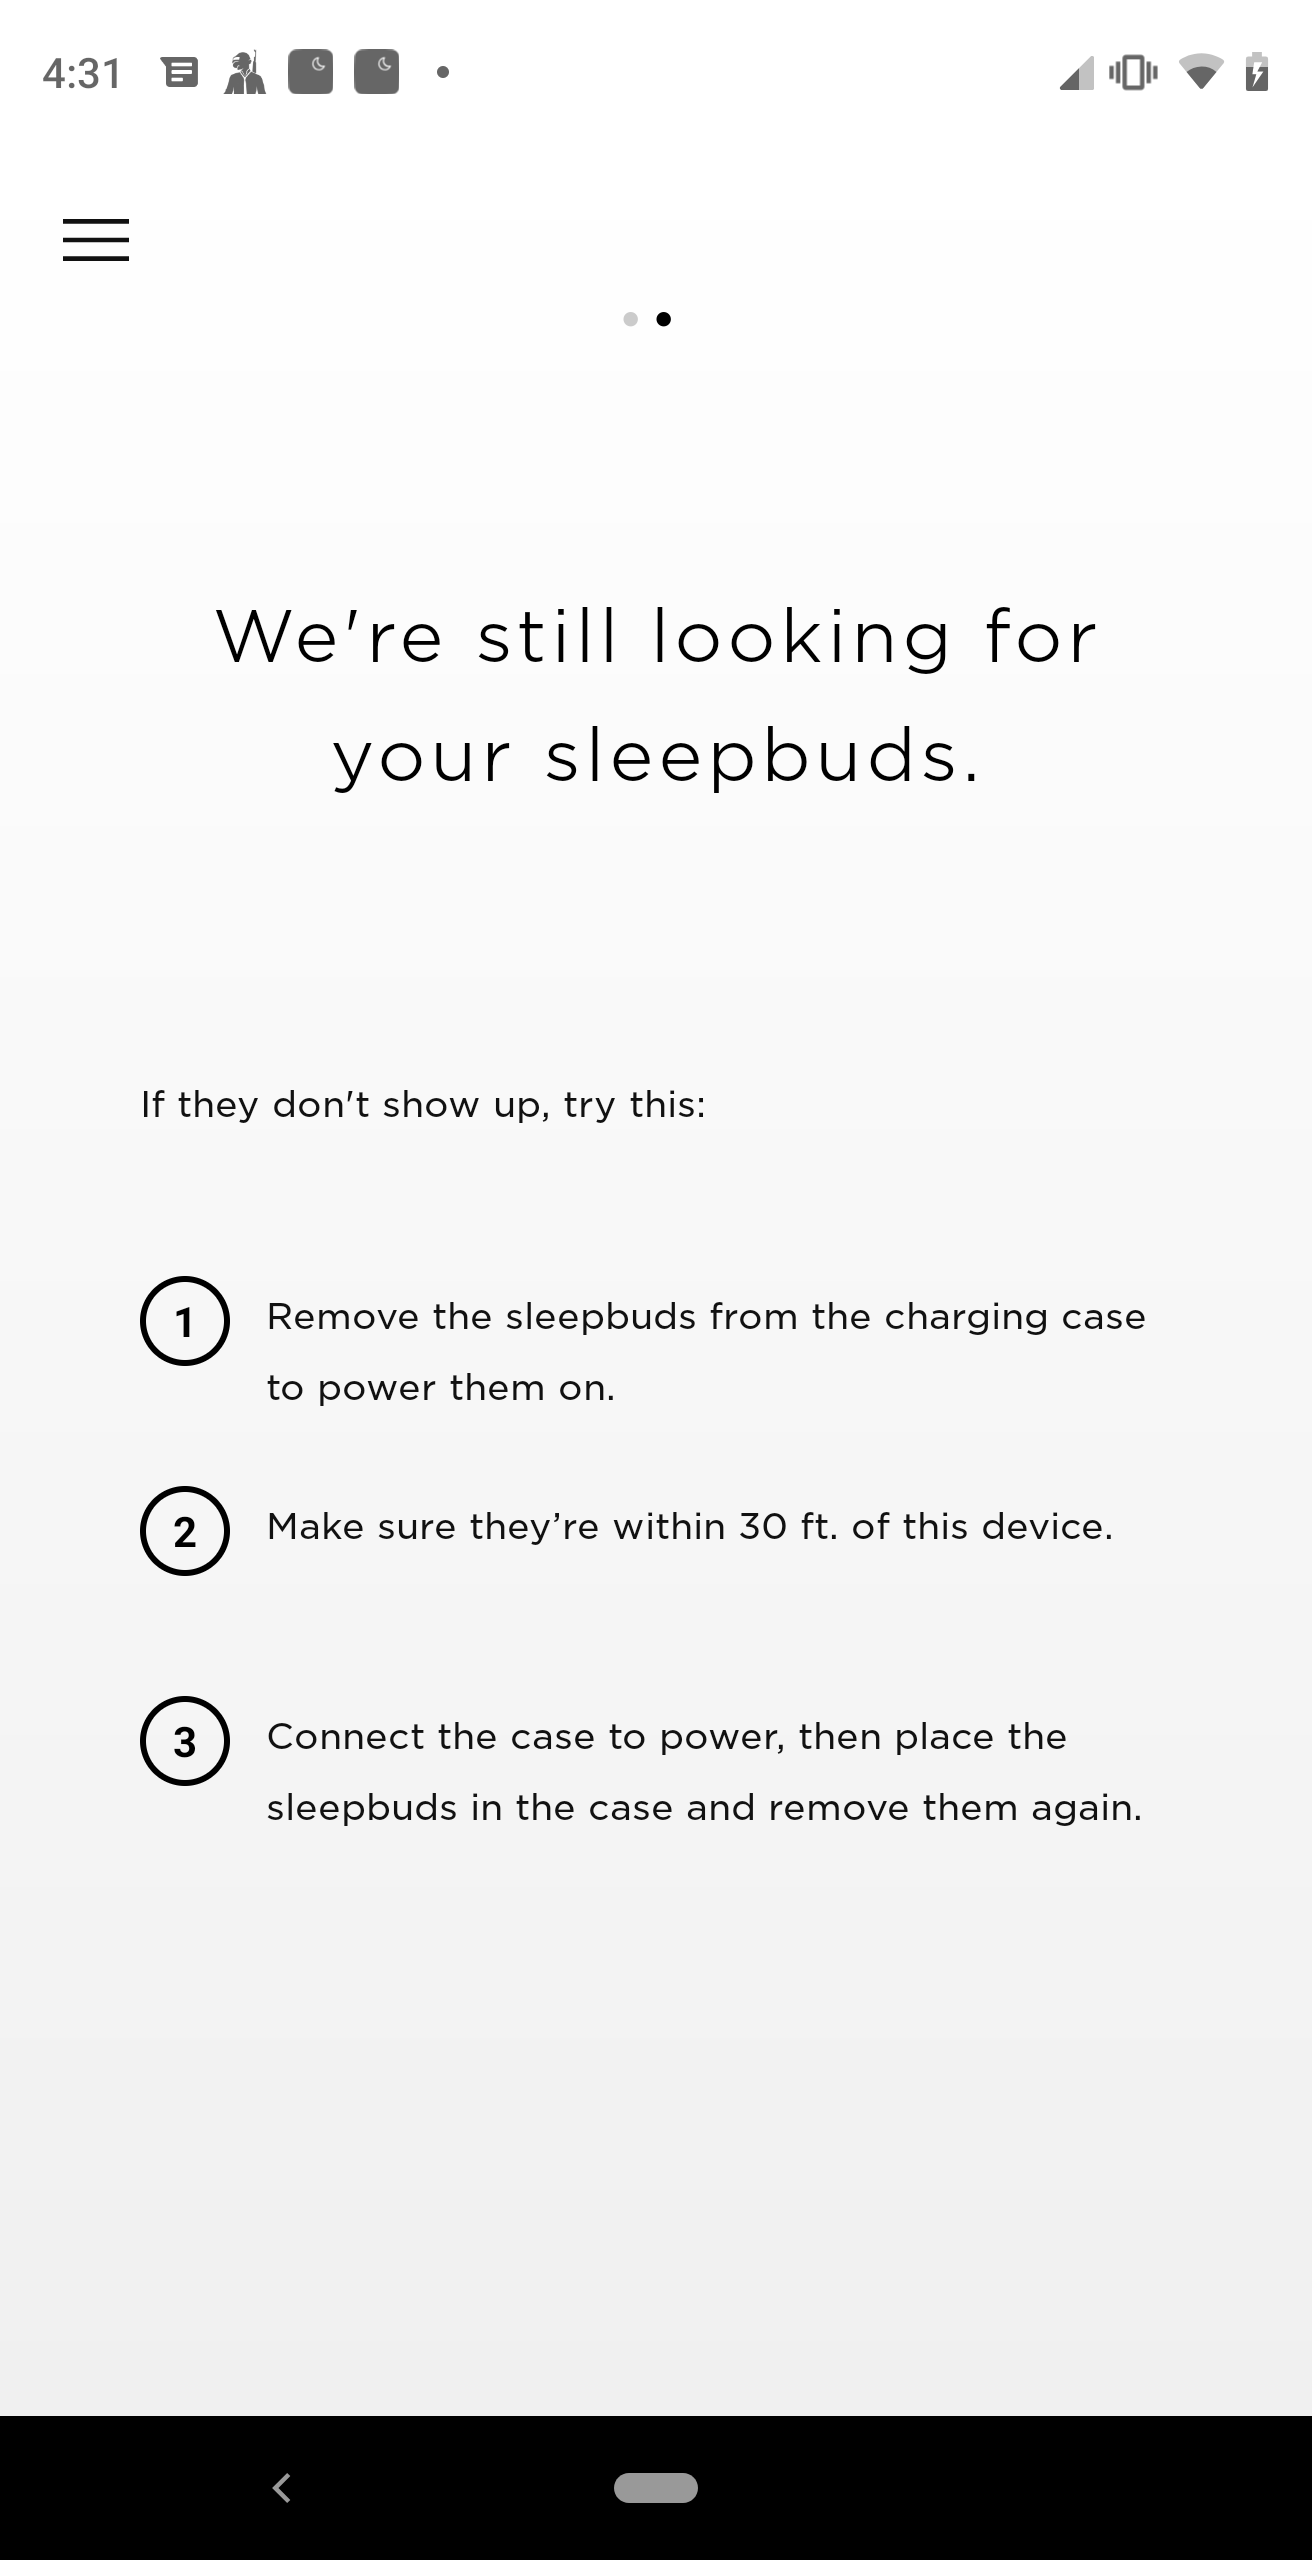 4:31
We're still looking for
your sleepbuds.
If they don't show up, try this:
1 Remove the sleepbuds from the charging case
to power them on.
2 Make sure they’re within 30 ft. of this device.
3 Connect the case to power, then place the
sleepbuds in the case and remove them again.